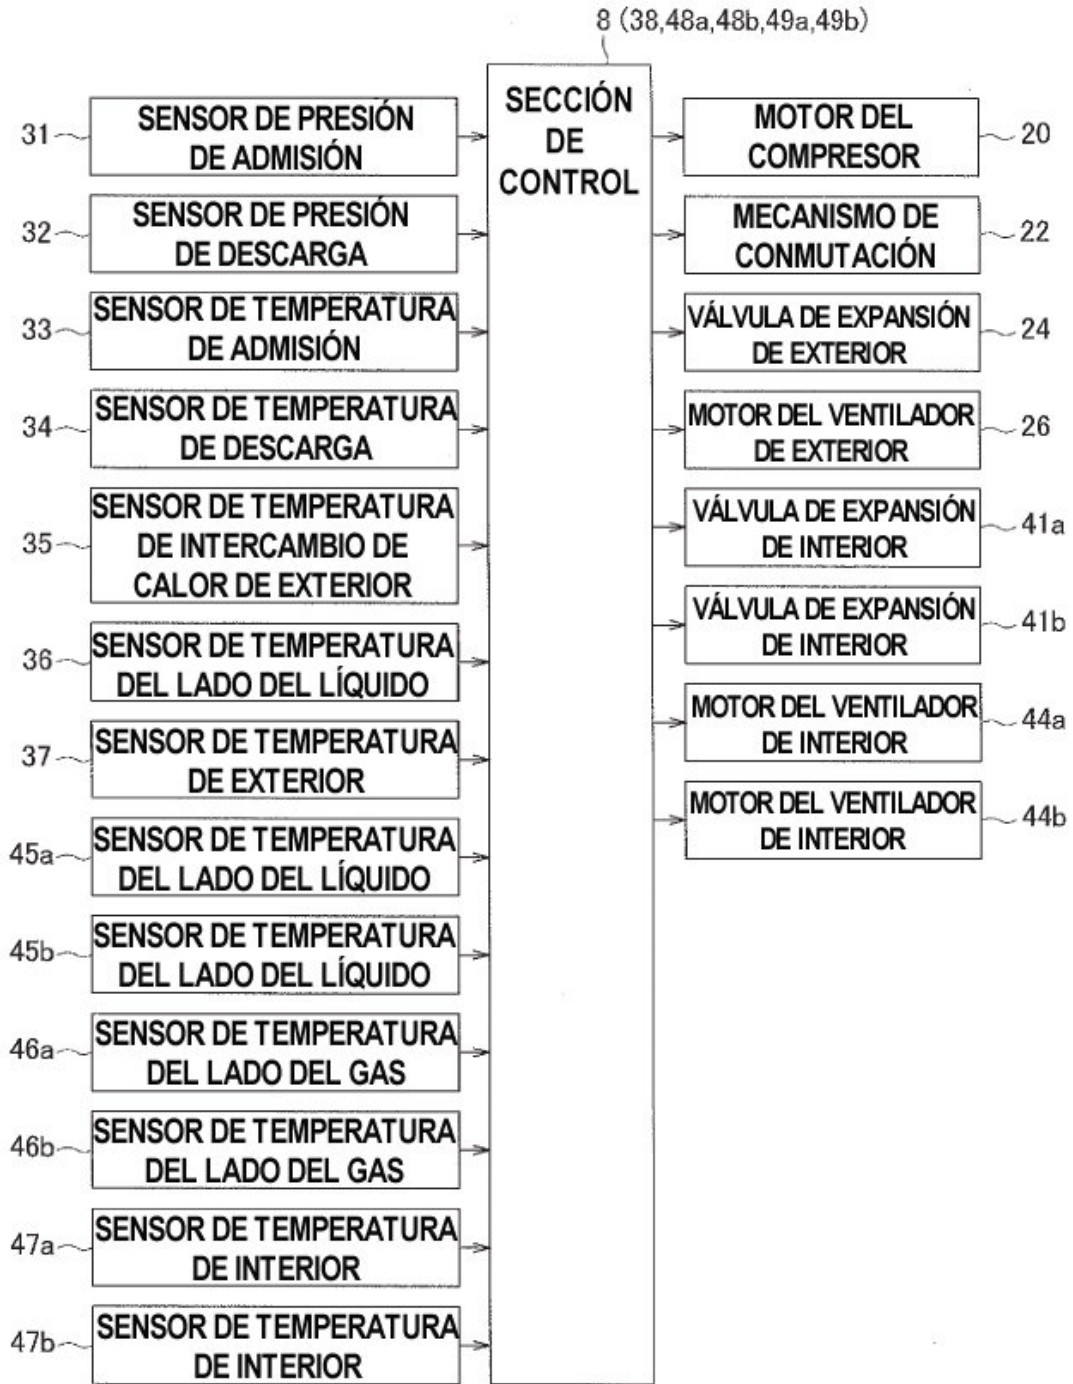 8 (38,48a,48b,49a,49b)
SECCIÓN
DE
CONTROL
31
SENSOR DE PRESIÓN
DE ADMISIÓN
32
SENSOR DE PRESIÓN
DE DESCARGA
33
SENSOR DE TEMPERATURA
DE ADMISIÓN
34
SENSOR DE TEMPERATURA
DE DESCARGA
35
SENSOR DE TEMPERATURA
DE INTERCAMBIO DE
CALOR DE EXTERIOR
36
SENSOR DE TEMPERATURA
DEL LADO DEL LÍQUIDO
37
SENSOR DE TEMPERATURA
DE EXTERIOR
45a
SENSOR DE TEMPERATURA
DEL LADO DEL LÍQUIDO
45b
SENSOR DE TEMPERATURA
DEL LADO DEL LÍQUIDO
46a
SENSOR DE TEMPERATURA
DEL LADO DEL GAS
46b
SENSOR DE TEMPERATURA
DEL LADO DEL GAS
47a
SENSOR DE TEMPERATURA
DE INTERIOR
47b
SENSOR DE TEMPERATURA
DE INTERIOR
MOTOR DEL
COMPRESOR
20
MECANISMO DE
CONMUTACIÓN
22
VÁLVULA DE EXPANSIÓN
DE EXTERIOR
24
MOTOR DEL VENTILADOR
DE EXTERIOR
26
VÁLVULA DE EXPANSIÓN
DE INTERIOR
41a
VÁLVULA DE EXPANSIÓN
DE INTERIOR
41b
MOTOR DEL VENTILADOR
DE INTERIOR
44a
MOTOR DEL VENTILADOR
DE INTERIOR
44b